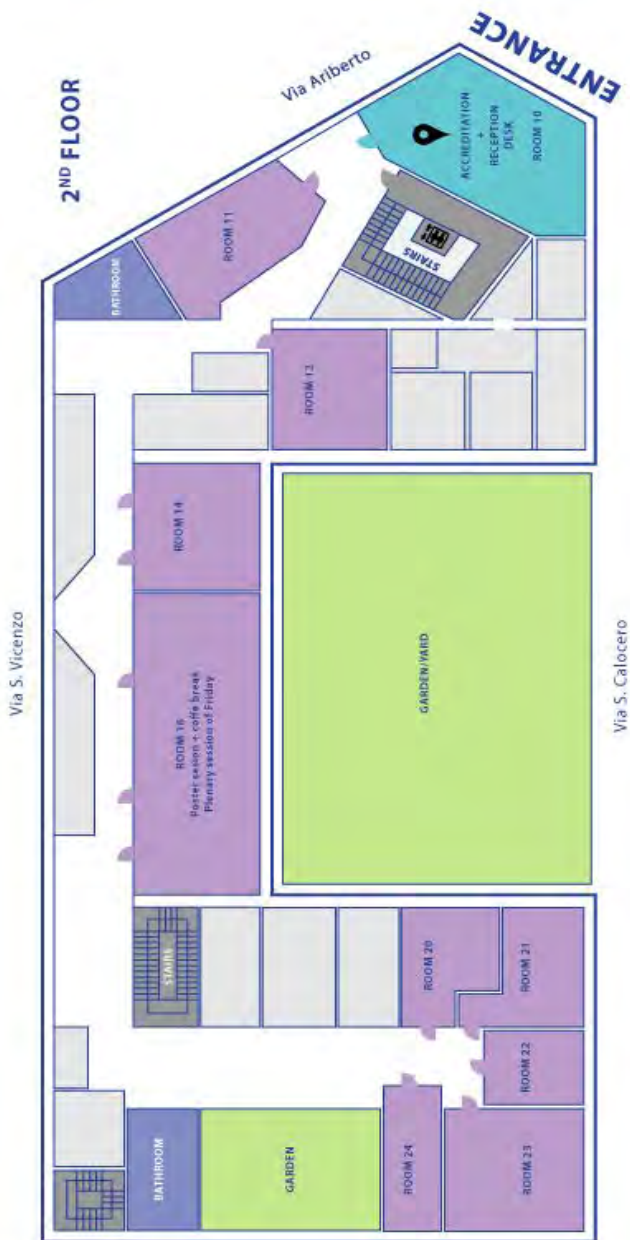 ENTRANCE
Via Ariberto
2ND FLOOR
ACCREDITATION
+
RECEPTION
DESK
ROOM 10
ROOM 11
BATHROOM
STAIRS
ROOM 13
ROOM 14
Via S. Vicenzo
ROOM 16
Poster sesion + coffe break
Plenary session of Friday
GARDEN/YARD
Via S. Calocero
STAIRS
ROOM 20
ROOM 21
ROOM 22
BATHROOM
GARDEN
ROOM 24
ROOM 23